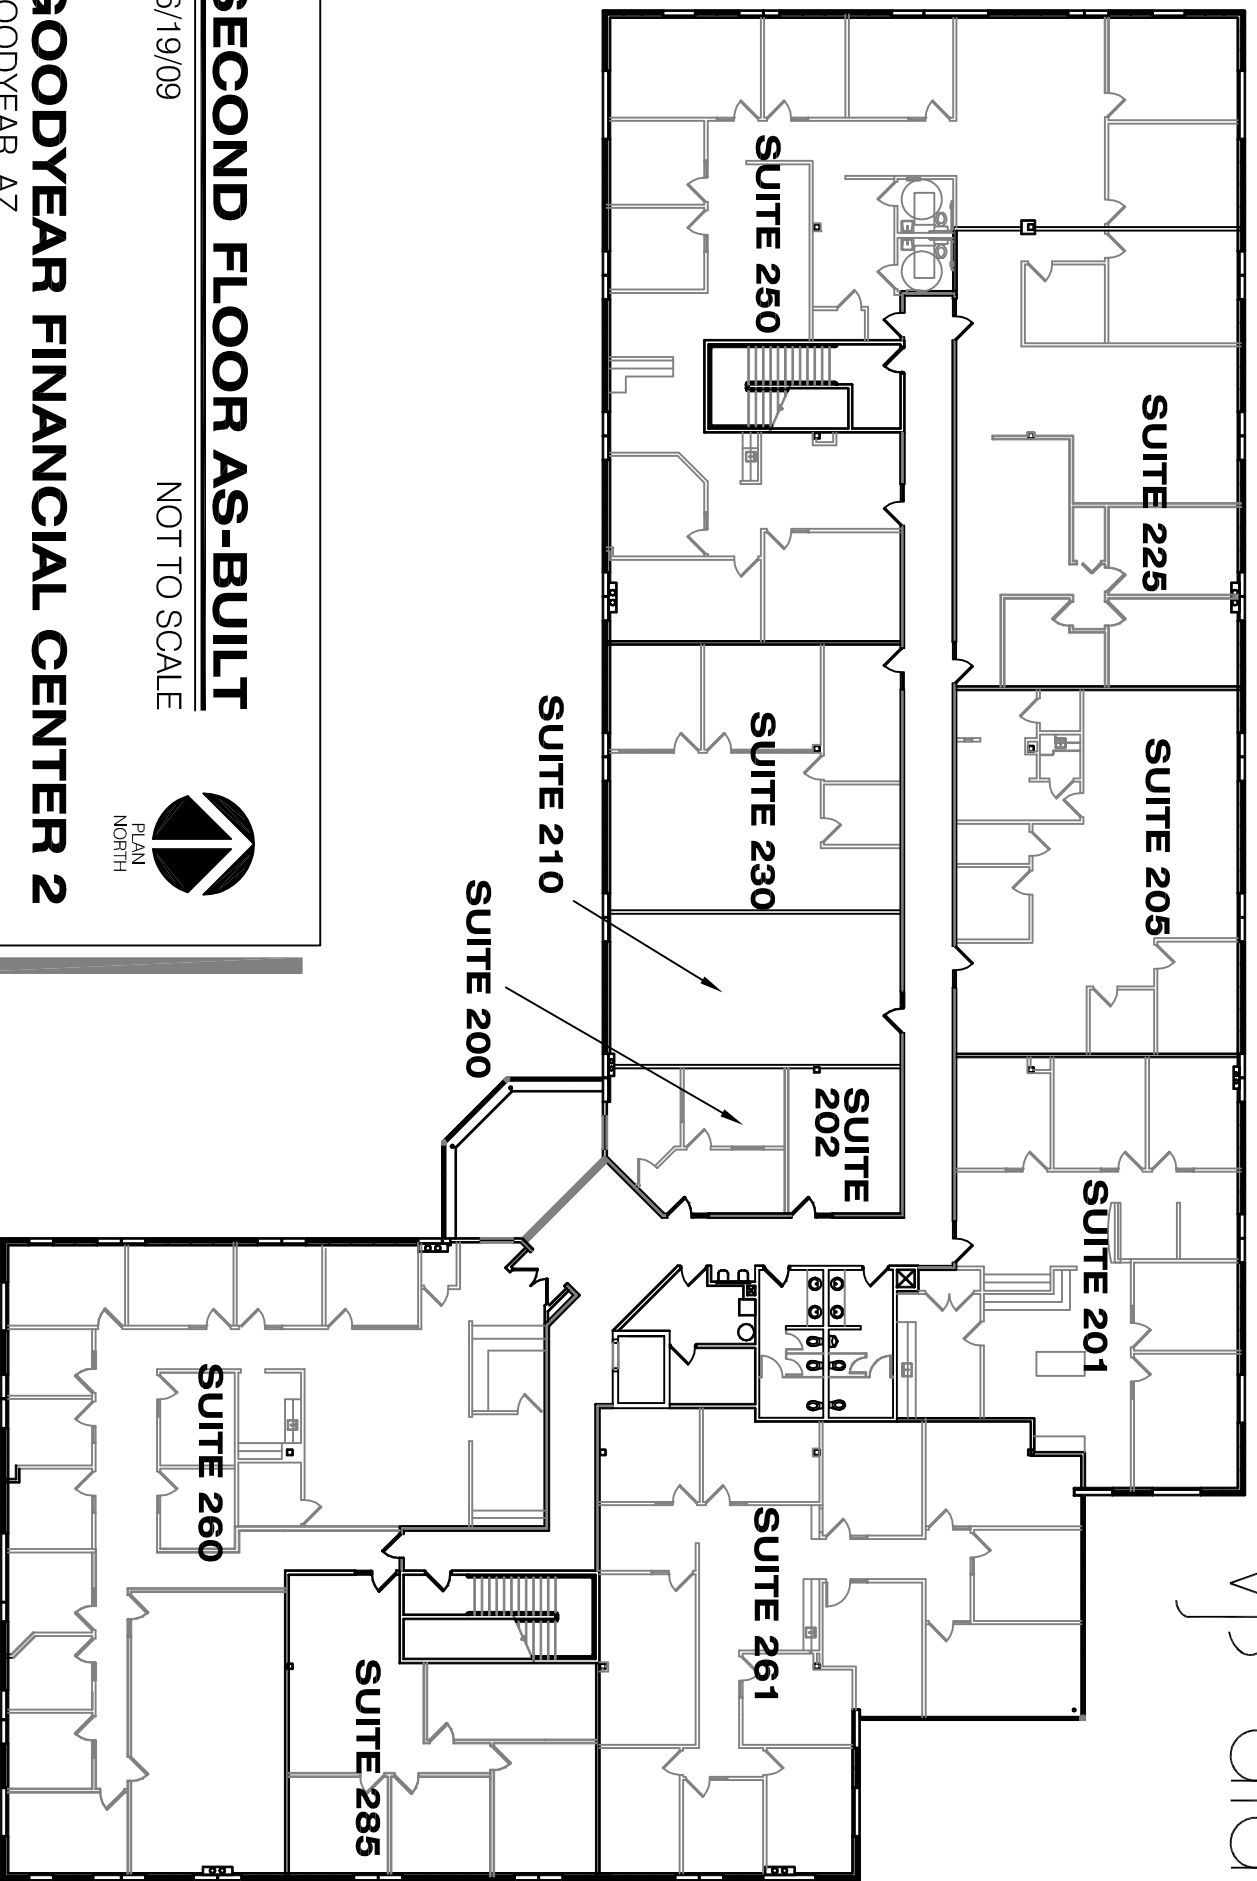 SUITE 225
SUITE 205
SUITE 201
SUITE 250
SUITE 230
SUITE
202
SUITE 261
SUITE 210
SUITE 200
SUITE 285
SUITE 260
SECOND FLOOR AS-BUILT
6/19/09
NOT TO SCALE
PLAN
NORTH
GOODYEAR FINANCIAL CENTER 2
GOODYEAR, AZ